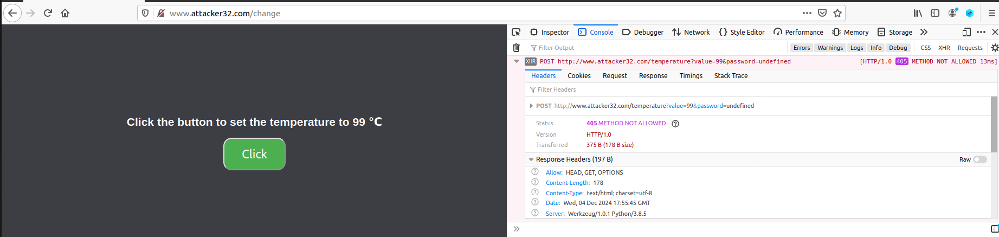 www.attacker32.com/change
Inspector Console Debugger Network Style Editor Performance Memory Storage
Filter Output Errors Warnings Logs Info Debug CSS XHR Requests
XHR POST http://www.attacker32.com/temperature?value=99&password=undefined [HTTP/1.0 405 METHOD NOT ALLOWED 13ms]
Headers Cookies Request Response Timings Stack Trace
Filter Headers
POST http://www.attacker32.com/temperature?value=99&password=undefined
Status 405 METHOD NOT ALLOWED
Version HTTP/1.0
Transferred 375 B (178 B size)
Response Headers (197 B) Raw
Allow: HEAD, GET, OPTIONS
Content-Length: 178
Content-Type: text/html; charset=utf-8
Date: Wed, 04 Dec 2024 17:55:45 GMT
Server: Werkzeug/1.0.1 Python/3.8.5
Click the button to set the temperature to 99 °C
Click